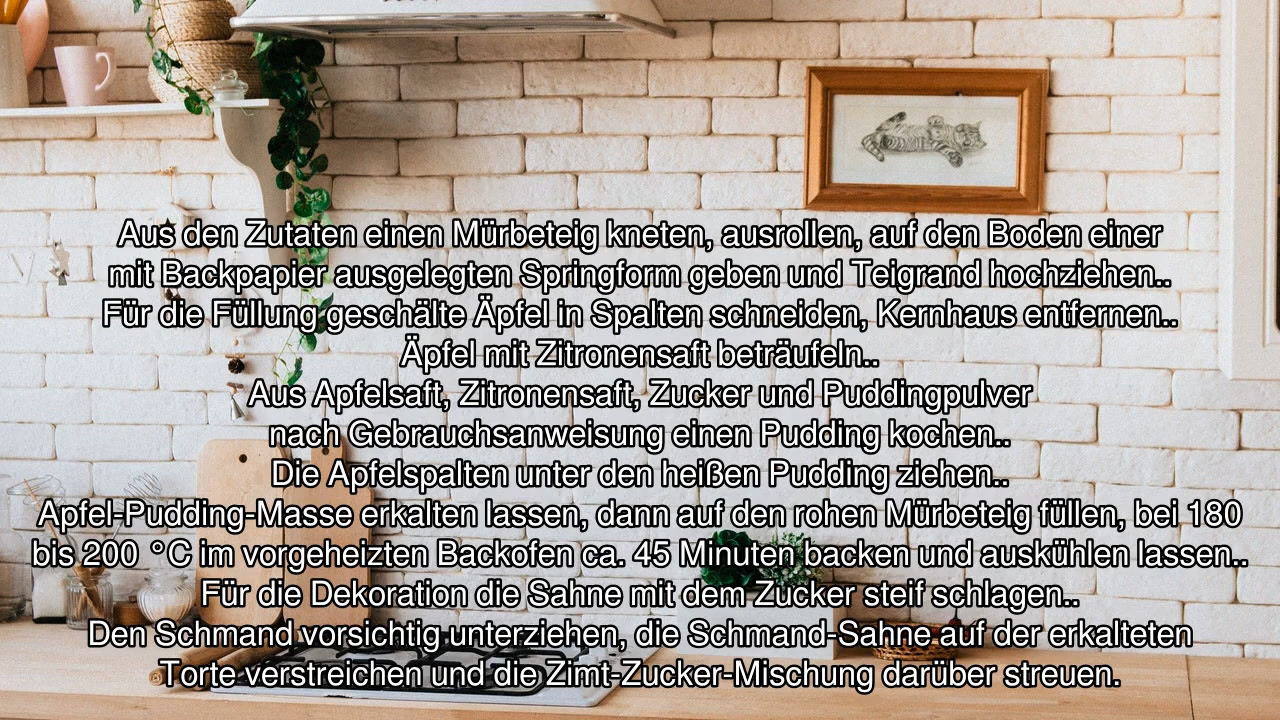 Aus den Zutaten einen Mürbeteig kneten, ausrollen, auf den Boden einer
mit Backpapier ausgelegten Springform geben und Teigrand hochziehen..
Für die Füllung geschälte Äpfel in Spalten schneiden, Kernhaus entfernen..
Äpfel mit Zitronensaft beträufeln..
Aus Apfelsaft, Zitronensaft, Zucker und Puddingpulver
nach Gebrauchsanweisung einen Pudding kochen..
Die Apfelspalten unter den heißen Pudding ziehen..
Apfel-Pudding-Masse erkalten lassen, dann auf den rohen Mürbeteig füllen, bei 180
bis 200 °C im vorgeheizten Backofen ca. 45 Minuten backen und auskühlen lassen..
Für die Dekoration die Sahne mit dem Zucker steif schlagen..
Den Schmand vorsichtig unterziehen, die Schmand-Sahne auf der erkalteten
Torte verstreichen und die Zimt-Zucker-Mischung darüber streuen.